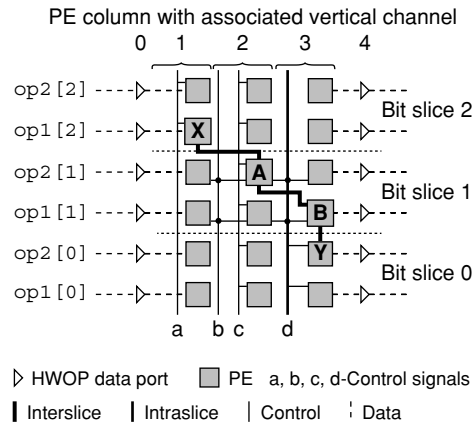 PE column with associated vertical channel
0 1 2 3 4
op2[2]
Bit slice 2
op1[2] X
op2[1] A
Bit slice 1
op1[1] B
op2[0] Y
Bit slice 0
op1[0]
a b c d
HWOP data port PE a, b, c, d-Control signals
Interslice Intraslice Control Data